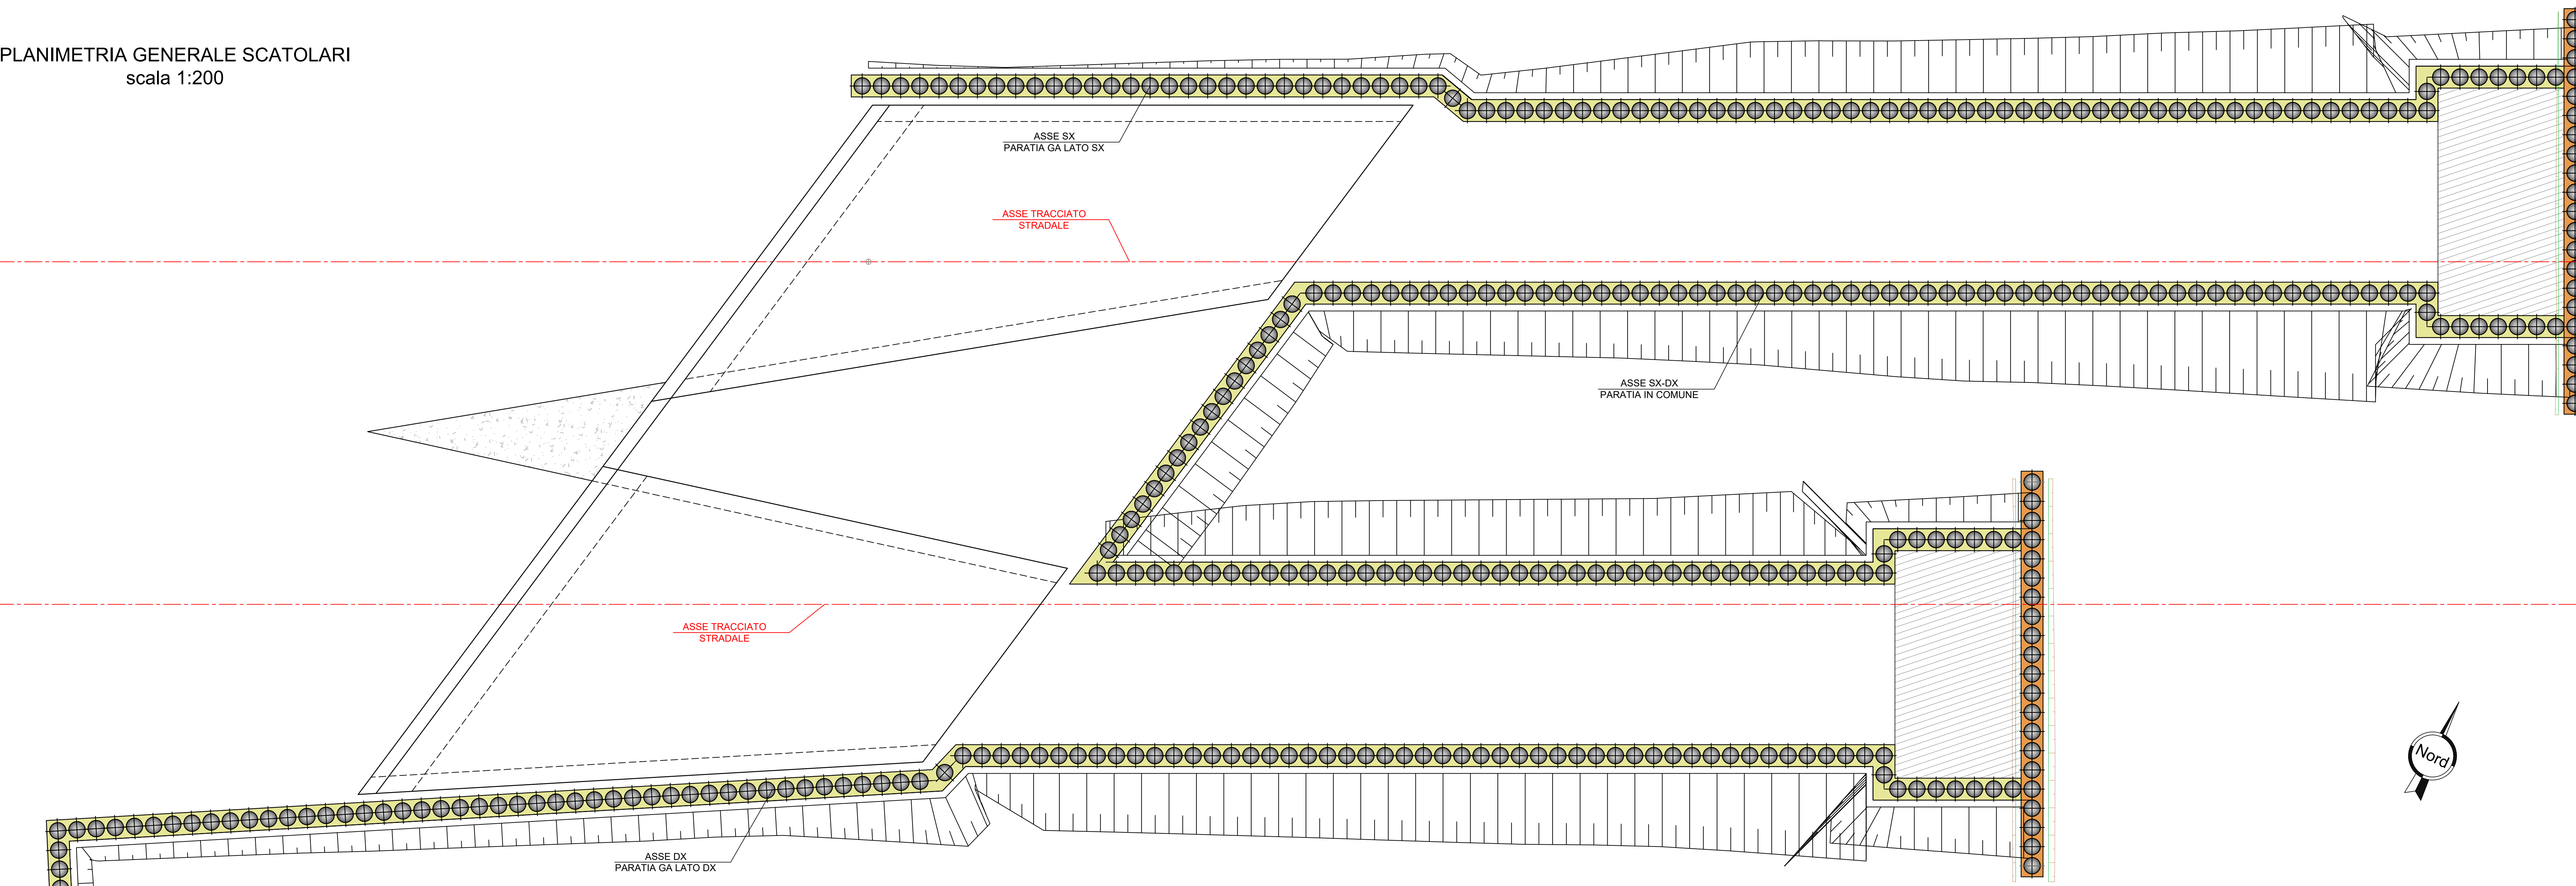 PLANIMETRIA GENERALE SCATOLARI
scala 1:200
ASSE SX
PARATIA GA LATO SX
ASSE TRACCIATO
STRADALE
ASSE SX-DX
PARATIA IN COMUNE
ASSE TRACCIATO
STRADALE
Nord
ASSE DX
PARATIA GA LATO DX